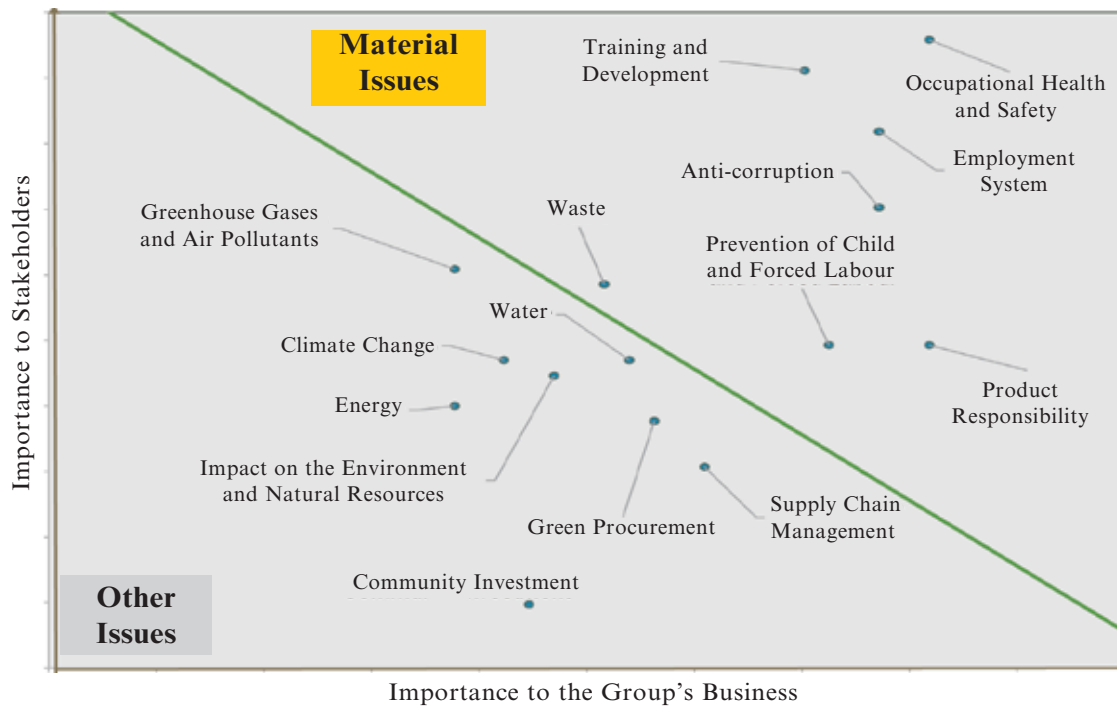 Material
Issues
Training and
Development
Occupational Health
and Safety
Employment
System
Anti-corruption
Waste
Greenhouse Gases
and Air Pollutants
Prevention of Child
and Forced Labour
Water
Climate Change
Product
Responsibility
Energy
Impact on the Environment
and Natural Resources
Supply Chain
Management
Green Procurement
Community Investment
Other
Issues
Importance to Stakeholders
Importance to the Group's Business